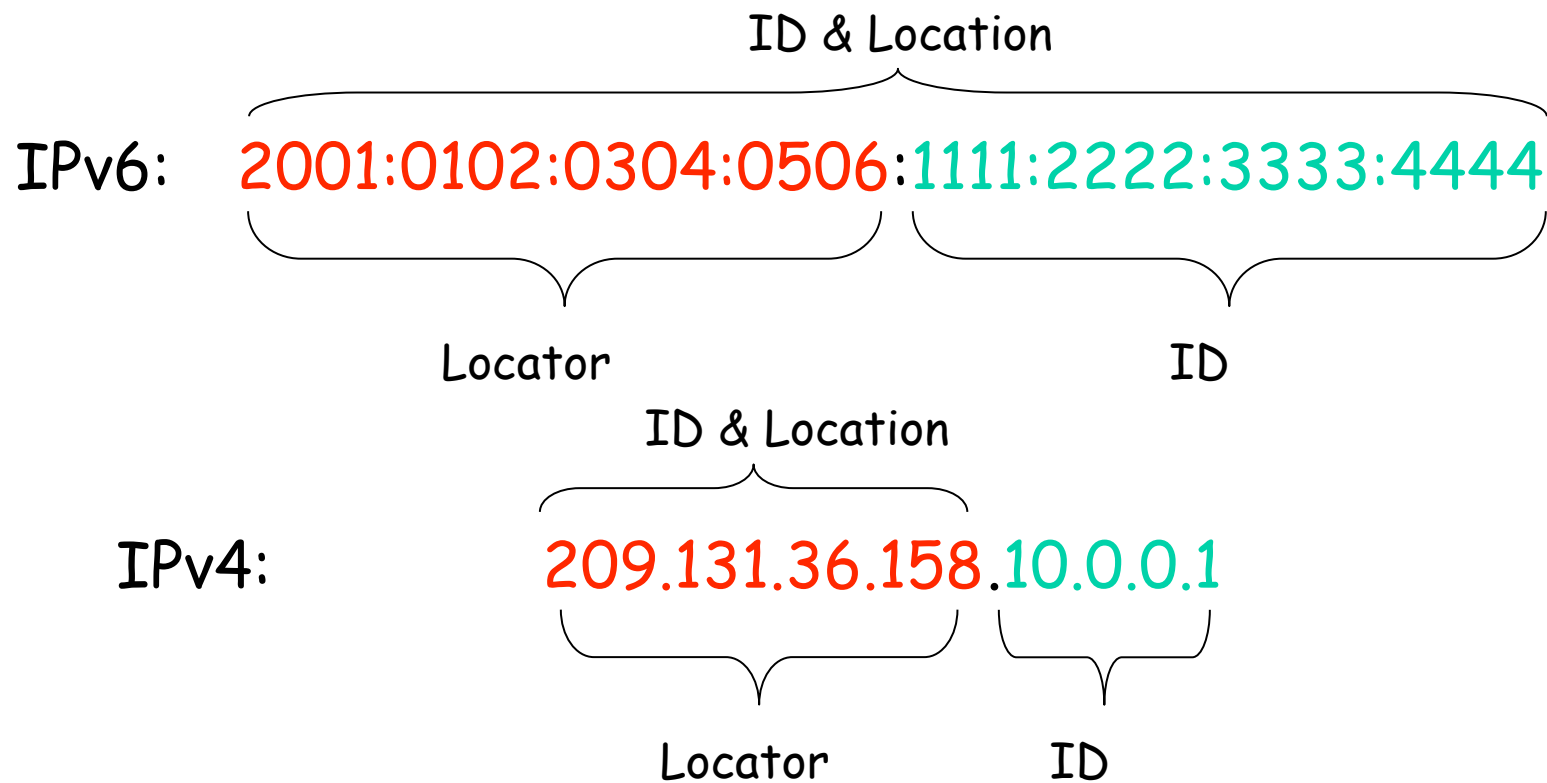 ID & Location
IPv6: 2001:0102:0304:0506:1111:2222:3333:4444
Locator ID
ID & Location
IPv4: 209.131.36.158.10.0.0.1
Locator ID